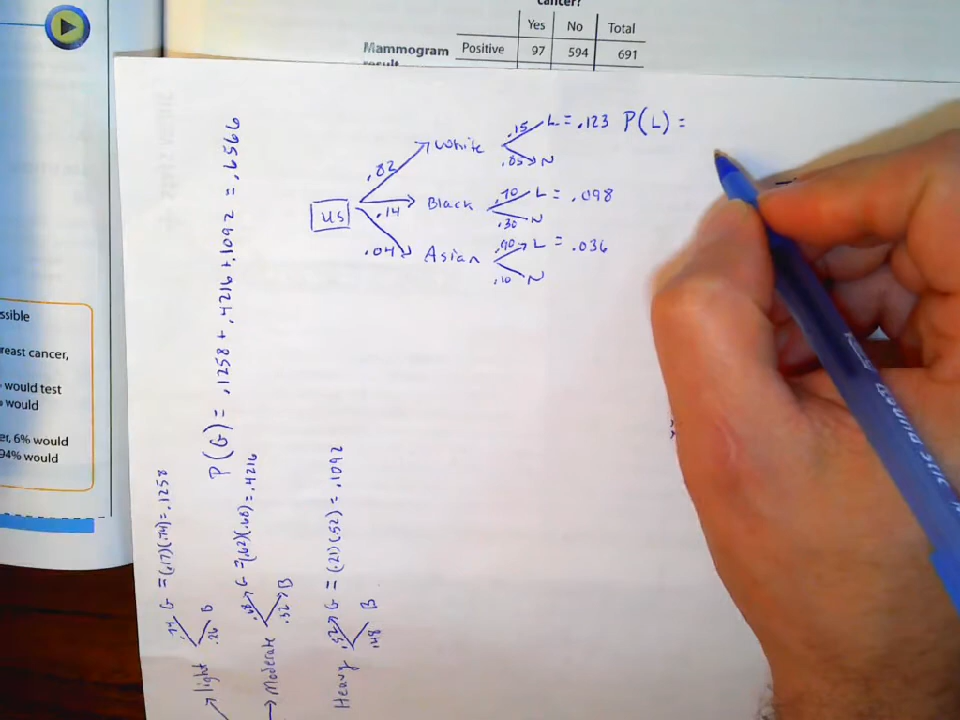 cancer?
Yes No Total
Mammogram Positive 97 594 691
result
ssible
reast cancer,
would test
would
er, 6% would
94% would
.15 L = .123 P(L) =
.82 White
.85 N
US .14 Black .70 L = .098
.30 N
.04 Asian .90 L = .036
.10 N
P(G) = .1258 + .4216 + .1092 = .6566
light .74 G = (.17)(.74) = .1258
.26 B
Moderate .68 G = (.62)(.68) = .4216
.32 B
Heavy .52 G = (.21)(.52) = .1092
.48 B